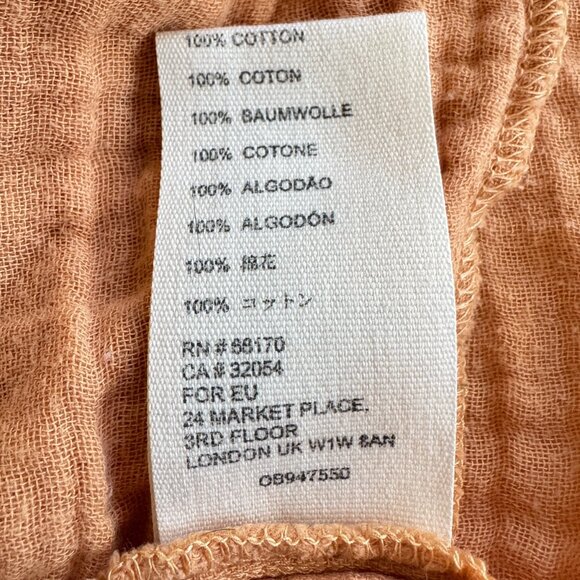 100% COTTON
100% COTON
100% BAUMWOLLE
100% COTONE
100% ALGODÃO
100% ALGODÓN
100% 棉花
100% コットン
RN # 66170
CA # 32054
FOR EU
24 MARKET PLACE,
3RD FLOOR
LONDON UK W1W 8AN
OB947550